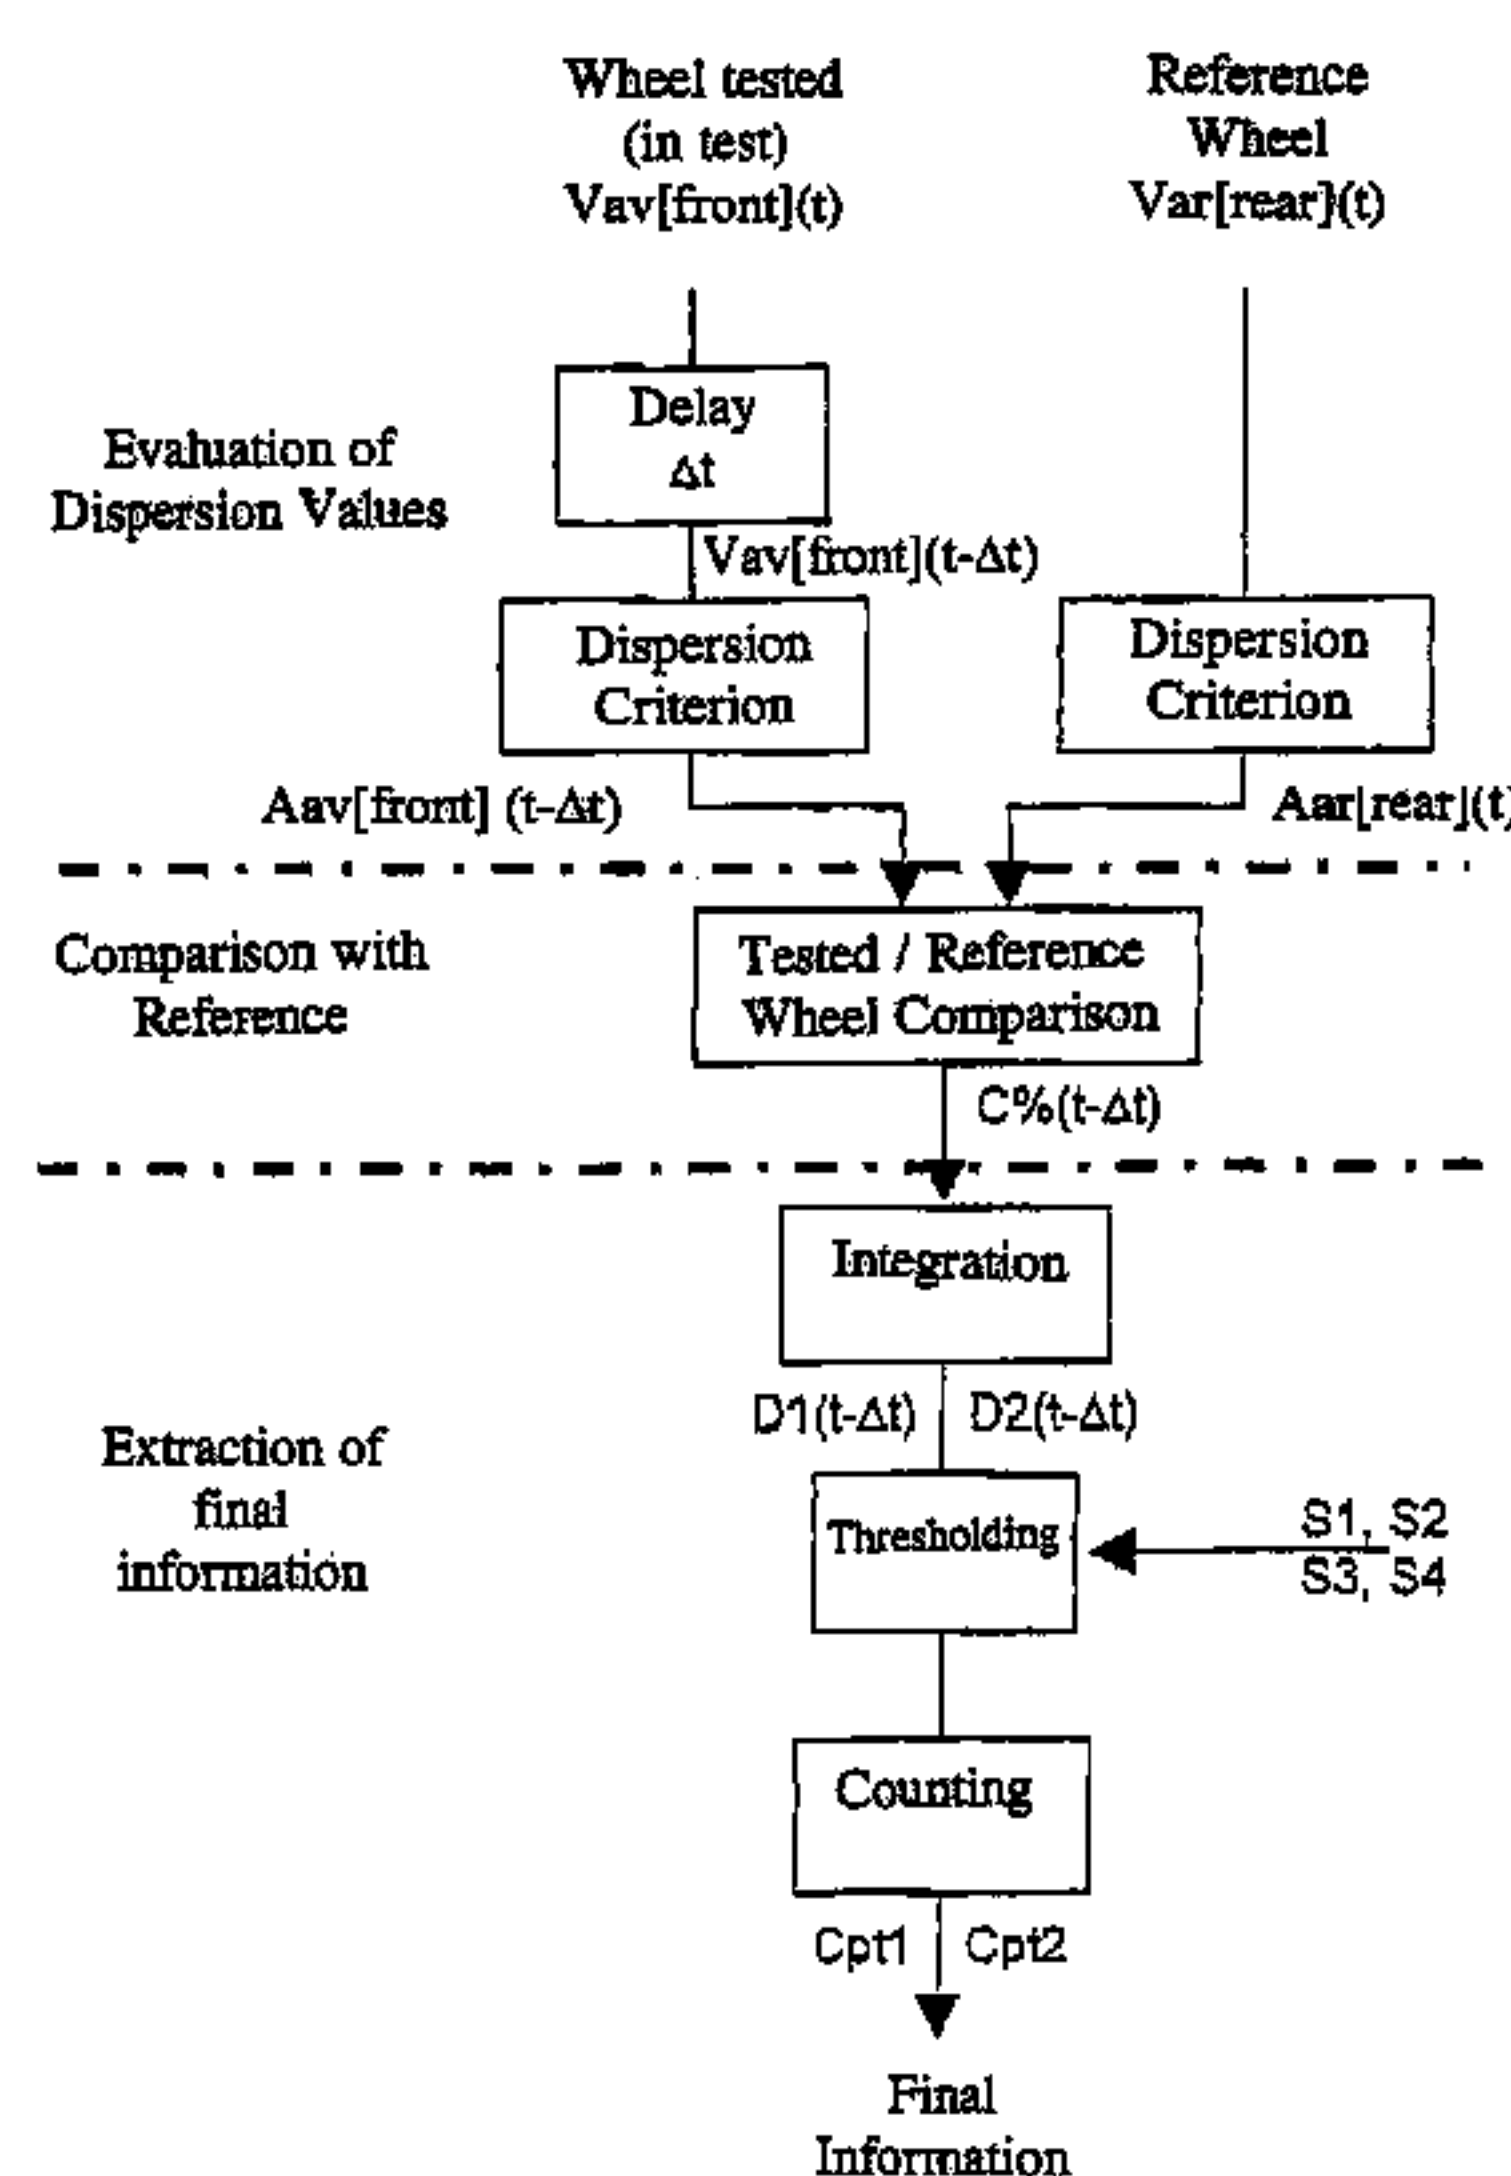 Wheel tested
(in test)
Vav[front](t)
Reference
Wheel
Var[rear}(t)
Delay
Δt
Evaluation of
Dispersion Values
Vav[front](t-Δt)
Dispersion
Criterion
Dispersion
Criterion
Aav[front] (t-Δt)
Aar[rear](t)
Comparison with
Reference
Tested / Reference
Wheel Comparison
C%(t-Δt)
Integration
D1(t-Δt) D2(t-Δt)
Extraction of
final
information
Thresholding
S1, S2
S3, S4
Counting
Cpt1 Cpt2
Final
Information